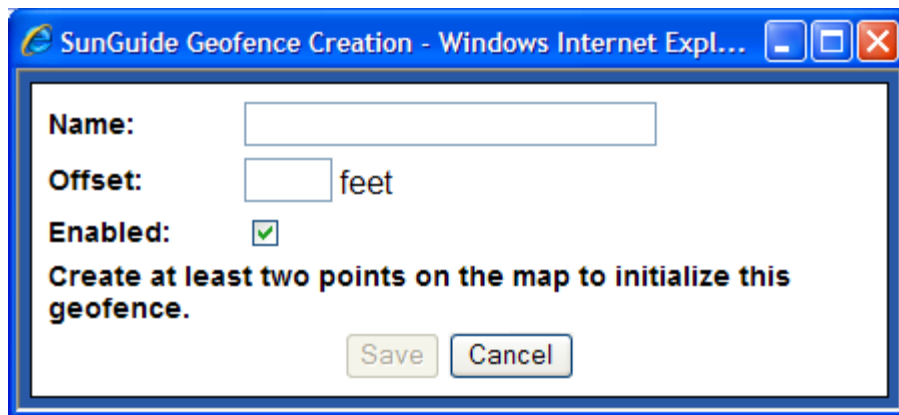 SunGuide Geofence Creation - Windows Internet Expl...
Name:
Offset: feet
Enabled:
Create at least two points on the map to initialize this
geofence.
Save Cancel